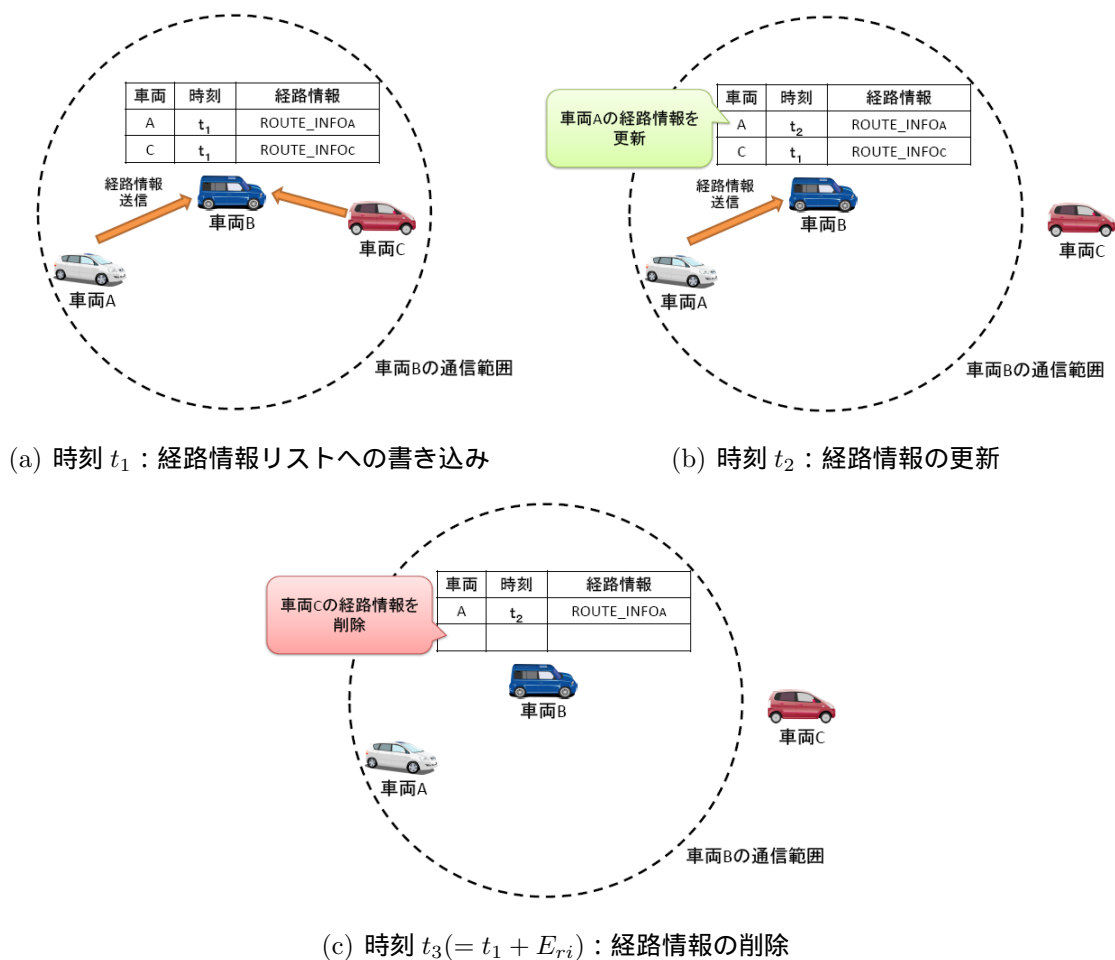 車両 時刻 経路情報
A t₁ ROUTE_INFOA
C t₁ ROUTE_INFOC
経路情報
送信
車両B
車両C
車両A
車両Bの通信範囲
(a) 時刻 t₁：経路情報リストへの書き込み
車両Aの経路情報を
更新
車両 時刻 経路情報
A t₂ ROUTE_INFOA
C t₁ ROUTE_INFOC
経路情報
送信
車両B
車両C
車両A
車両Bの通信範囲
(b) 時刻 t₂：経路情報の更新
車両Cの経路情報を
削除
車両 時刻 経路情報
A t₂ ROUTE_INFOA
車両B
車両C
車両A
車両Bの通信範囲
(c) 時刻 t₃(= t₁ + Eᵣᵢ)：経路情報の削除